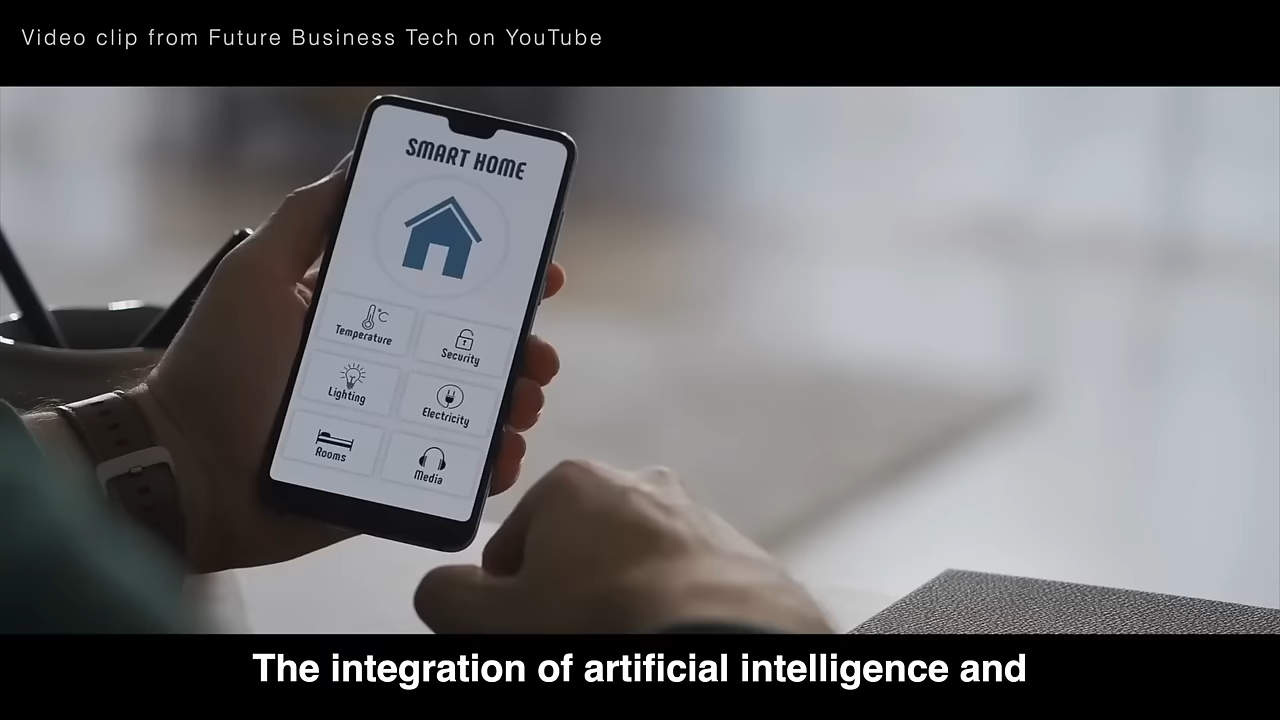 Video clip from Future Business Tech on YouTube
SMART HOME
°C
Temperature
Security
Lighting
Electricity
Rooms
Media
The integration of artificial intelligence and